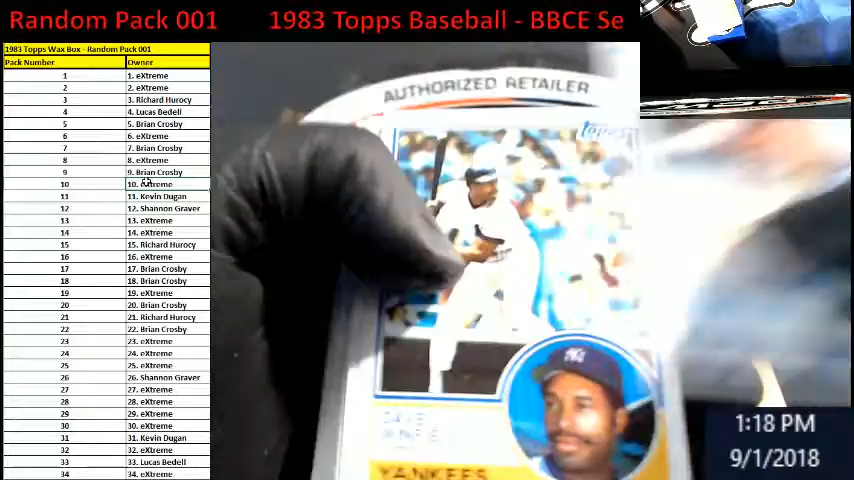 Random Pack 001
1983 Topps Baseball - BBCE Se
1983 Topps Wax Box - Random Pack 001
Pack Number Owner
1 1. eXtreme
2 2. eXtreme
3 3. Richard Hurocy
4 4. Lucas Bedell
5 5. Brian Crosby
6 6. eXtreme
7 7. Brian Crosby
8 8. eXtreme
9 9. Brian Crosby
10 10. eXtreme
11 11. Kevin Dugan
12 12. Shannon Graver
13 13. eXtreme
14 14. eXtreme
15 15. Richard Hurocy
16 16. eXtreme
17 17. Brian Crosby
18 18. Brian Crosby
19 19. eXtreme
20 20. Brian Crosby
21 21. Richard Hurocy
22 22. Brian Crosby
23 23. eXtreme
24 24. eXtreme
25 25. eXtreme
26 26. Shannon Graver
27 27. eXtreme
28 28. eXtreme
29 29. eXtreme
30 30. eXtreme
31 31. Kevin Dugan
32 32. eXtreme
33 33. Lucas Bedell
34 34. eXtreme
AUTHORIZED RETAILER
Topps
YANKEES
1:18 PM
9/1/2018